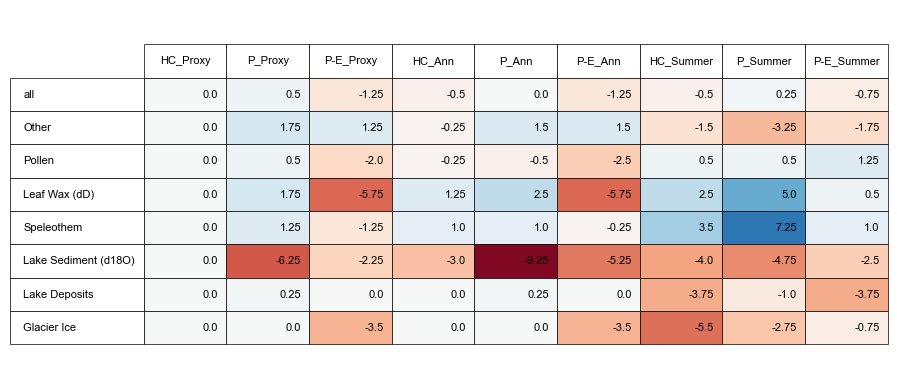 HC_Proxy P_Proxy P-E_Proxy HC_Ann P_Ann P-E_Ann HC_Summer P_Summer P-E_Summer
all 0.0 0.5 -1.25 -0.5 0.0 -1.25 -0.5 0.25 -0.75
Other 0.0 1.75 1.25 -0.25 1.5 1.5 -1.5 -3.25 -1.75
Pollen 0.0 0.5 -2.0 -0.25 -0.5 -2.5 0.5 0.5 1.25
Leaf Wax (dD) 0.0 1.75 -5.75 1.25 2.5 -5.75 2.5 5.0 0.5
Speleothem 0.0 1.25 -1.25 1.0 1.0 -0.25 3.5 7.25 1.0
Lake Sediment (d18O) 0.0 -6.25 -2.25 -3.0 -9.25 -5.25 -4.0 -4.75 -2.5
Lake Deposits 0.0 0.25 0.0 0.0 0.25 0.0 -3.75 -1.0 -3.75
Glacier Ice 0.0 0.0 -3.5 0.0 0.0 -3.5 -5.5 -2.75 -0.75